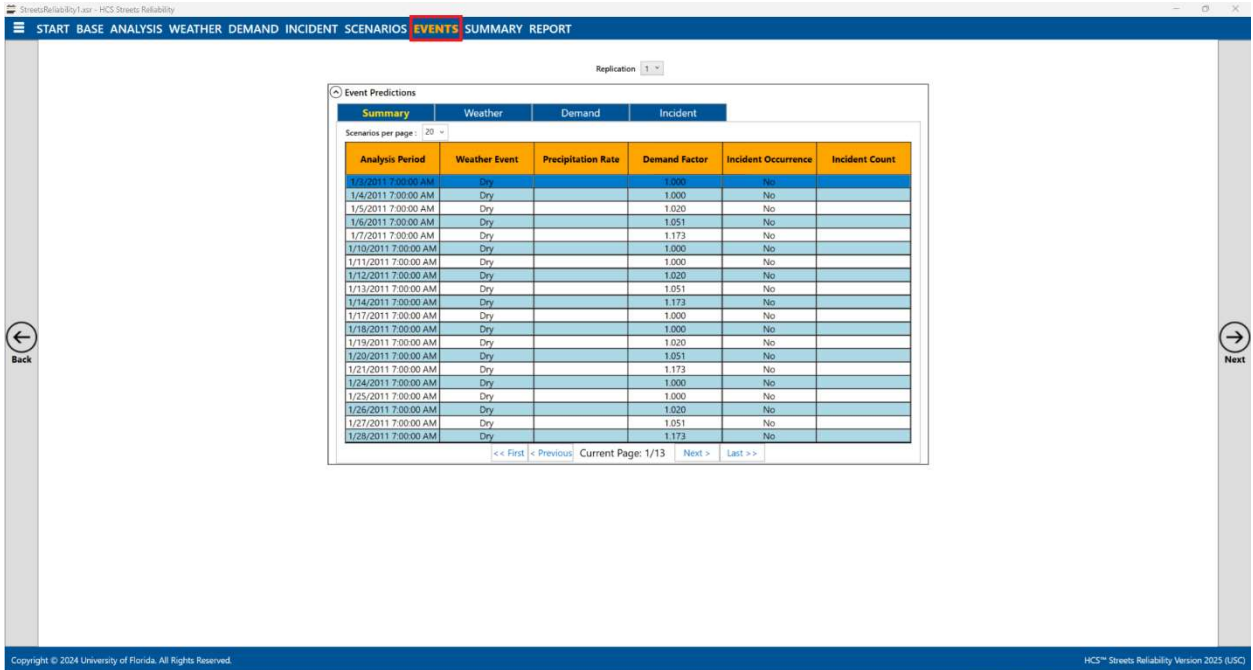 StreetsReliability1.xsr - HCS Streets Reliability
START BASE ANALYSIS WEATHER DEMAND INCIDENT SCENARIOS EVENTS SUMMARY REPORT
Replication 1
Event Predictions
Summary Weather Demand Incident
Scenarios per page : 20
Analysis Period Weather Event Precipitation Rate Demand Factor Incident Occurrence Incident Count
1/3/2011 7:00:00 AM Dry 1.000 No
1/4/2011 7:00:00 AM Dry 1.000 No
1/5/2011 7:00:00 AM Dry 1.020 No
1/6/2011 7:00:00 AM Dry 1.051 No
1/7/2011 7:00:00 AM Dry 1.173 No
1/10/2011 7:00:00 AM Dry 1.000 No
1/11/2011 7:00:00 AM Dry 1.000 No
1/12/2011 7:00:00 AM Dry 1.020 No
1/13/2011 7:00:00 AM Dry 1.051 No
1/14/2011 7:00:00 AM Dry 1.173 No
1/17/2011 7:00:00 AM Dry 1.000 No
1/18/2011 7:00:00 AM Dry 1.000 No
1/19/2011 7:00:00 AM Dry 1.020 No
1/20/2011 7:00:00 AM Dry 1.051 No
1/21/2011 7:00:00 AM Dry 1.173 No
1/24/2011 7:00:00 AM Dry 1.000 No
1/25/2011 7:00:00 AM Dry 1.000 No
1/26/2011 7:00:00 AM Dry 1.020 No
1/27/2011 7:00:00 AM Dry 1.051 No
1/28/2011 7:00:00 AM Dry 1.173 No
<< First < Previous Current Page: 1/13 Next > Last >>
Back
Next
Copyright © 2024 University of Florida. All Rights Reserved.
HCS™ Streets Reliability Version 2025 (USC)